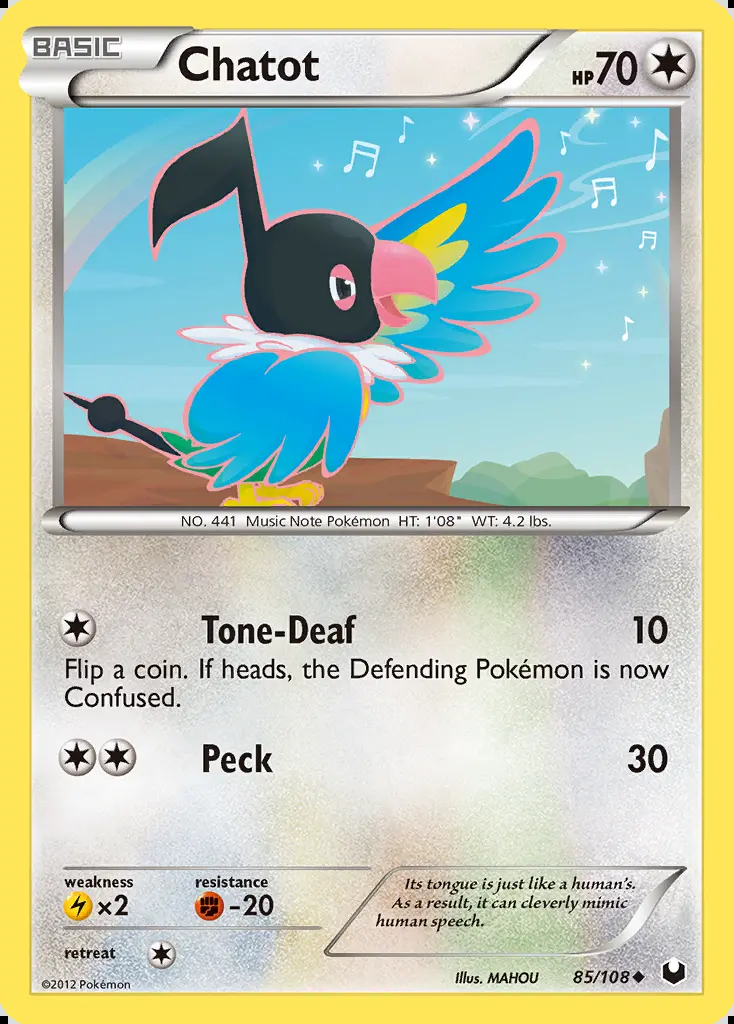 BASIC
Chatot
HP70
NO. 441 Music Note Pokémon HT: 1'08" WT: 4.2 lbs.
Tone-Deaf 10
Flip a coin. If heads, the Defending Pokémon is now
Confused.
Peck 30
weakness resistance
×2 -20
Its tongue is just like a human's.
As a result, it can cleverly mimic
human speech.
retreat
©2012 Pokémon
Illus. MAHOU 85/108